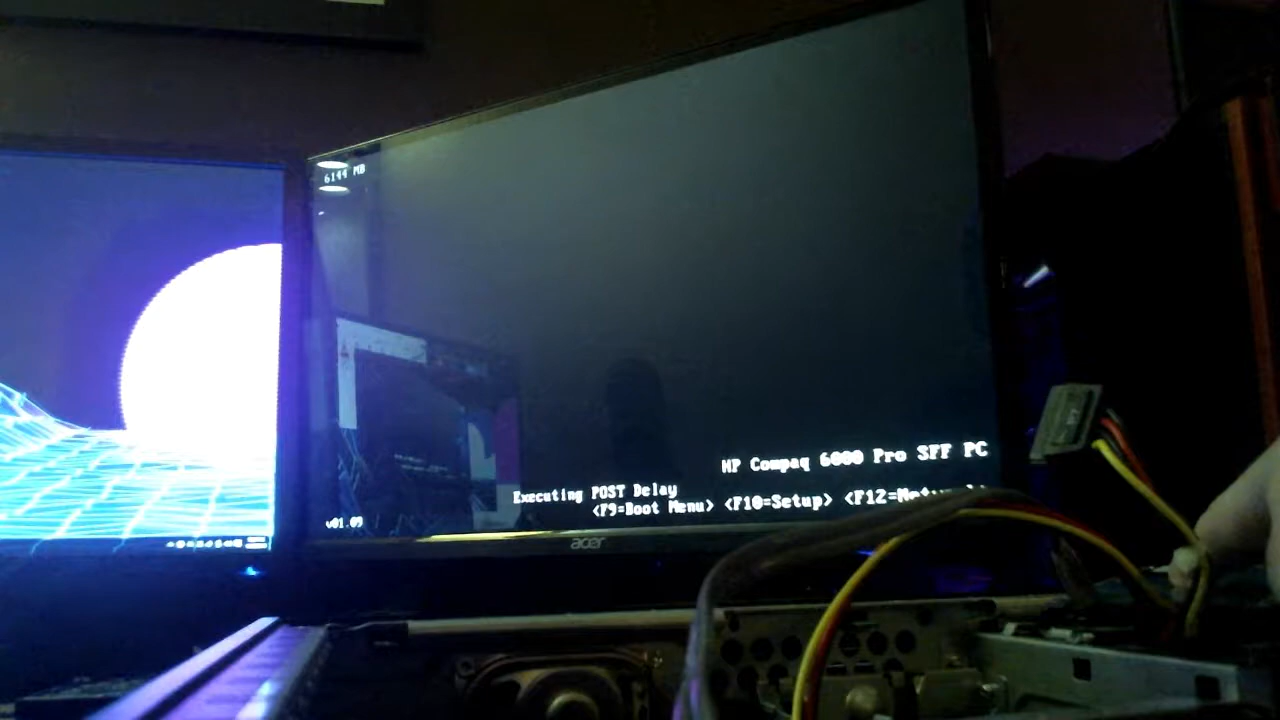 6144 MB
HP Compaq 6000 Pro SFF PC
Executing POST Delay
<F9=Boot Menu> <F10=Setup>
v01.09
acer